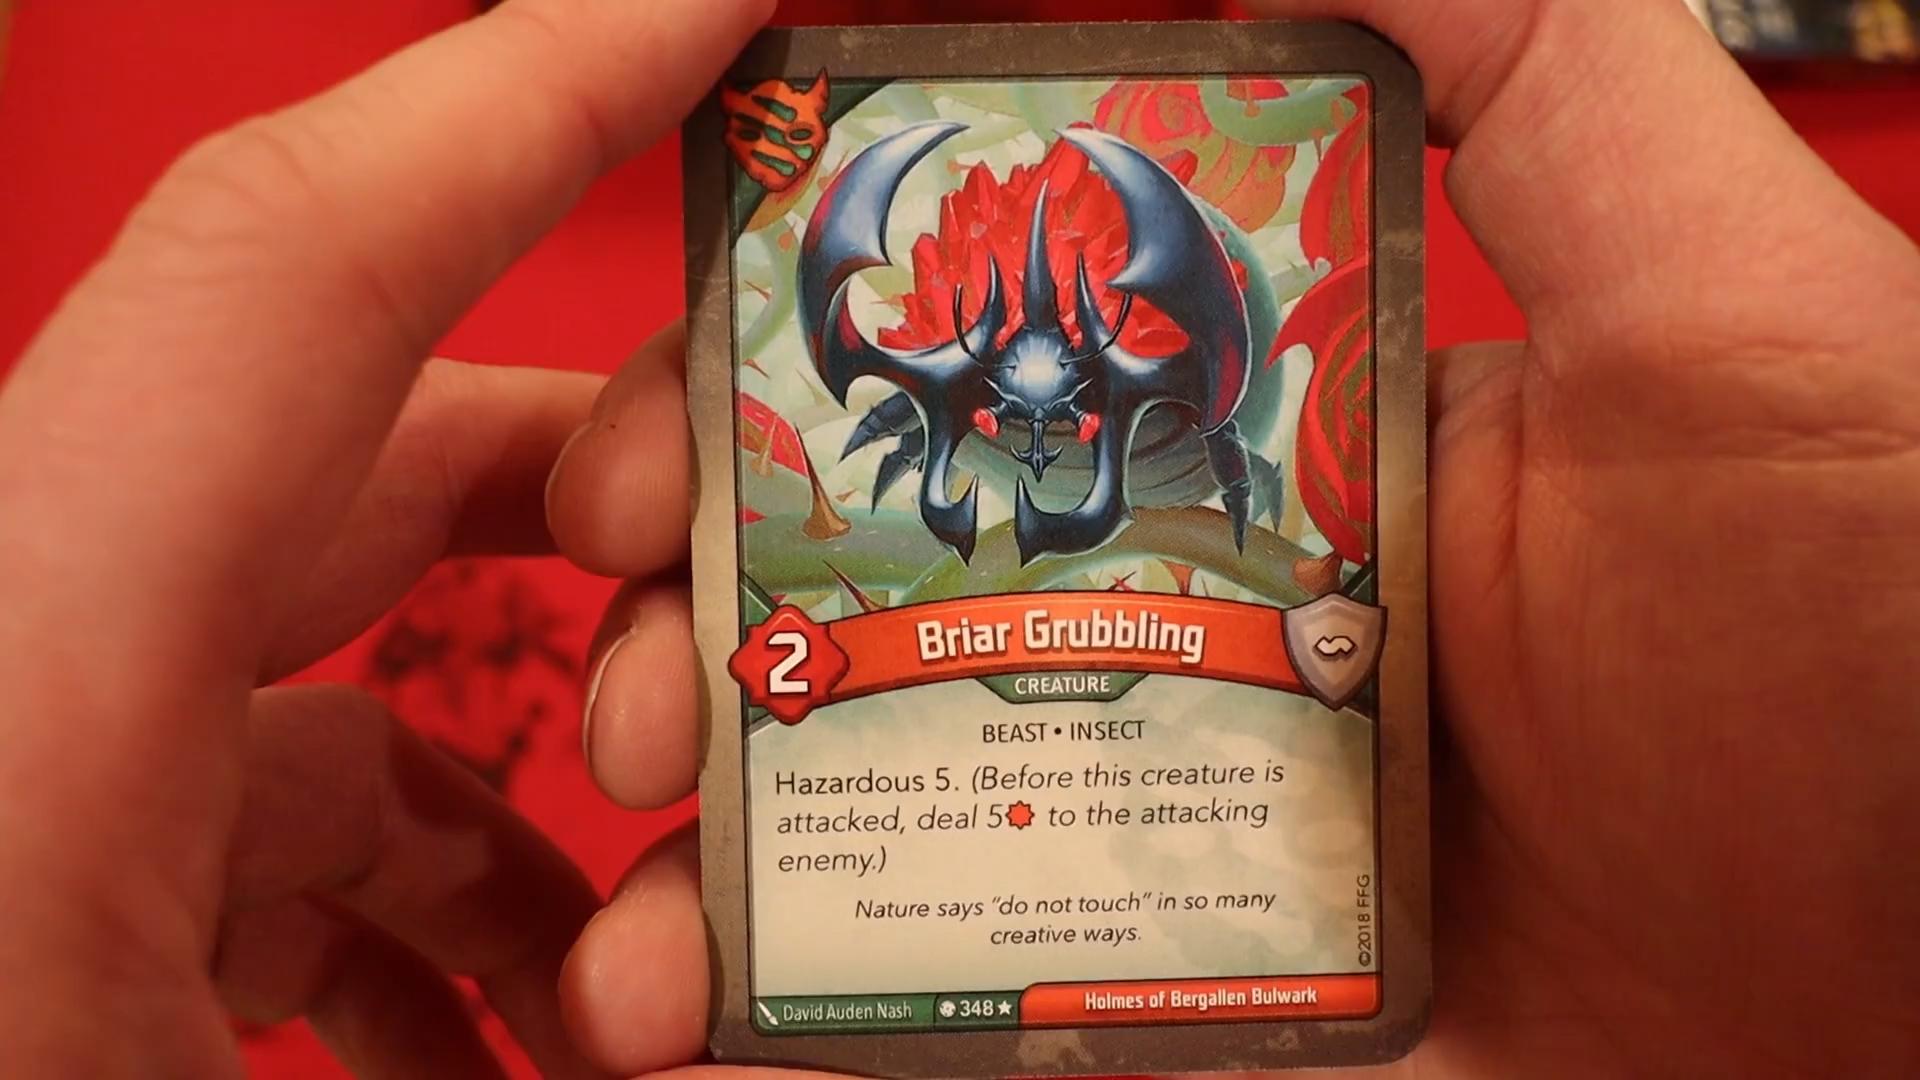 2
Briar Grubbling
CREATURE
BEAST • INSECT
Hazardous 5. (Before this creature is
attacked, deal 5 to the attacking
enemy.)
Nature says "do not touch" in so many
creative ways.
©2018 FFG
David Auden Nash
348★
Holmes of Bergallen Bulwark